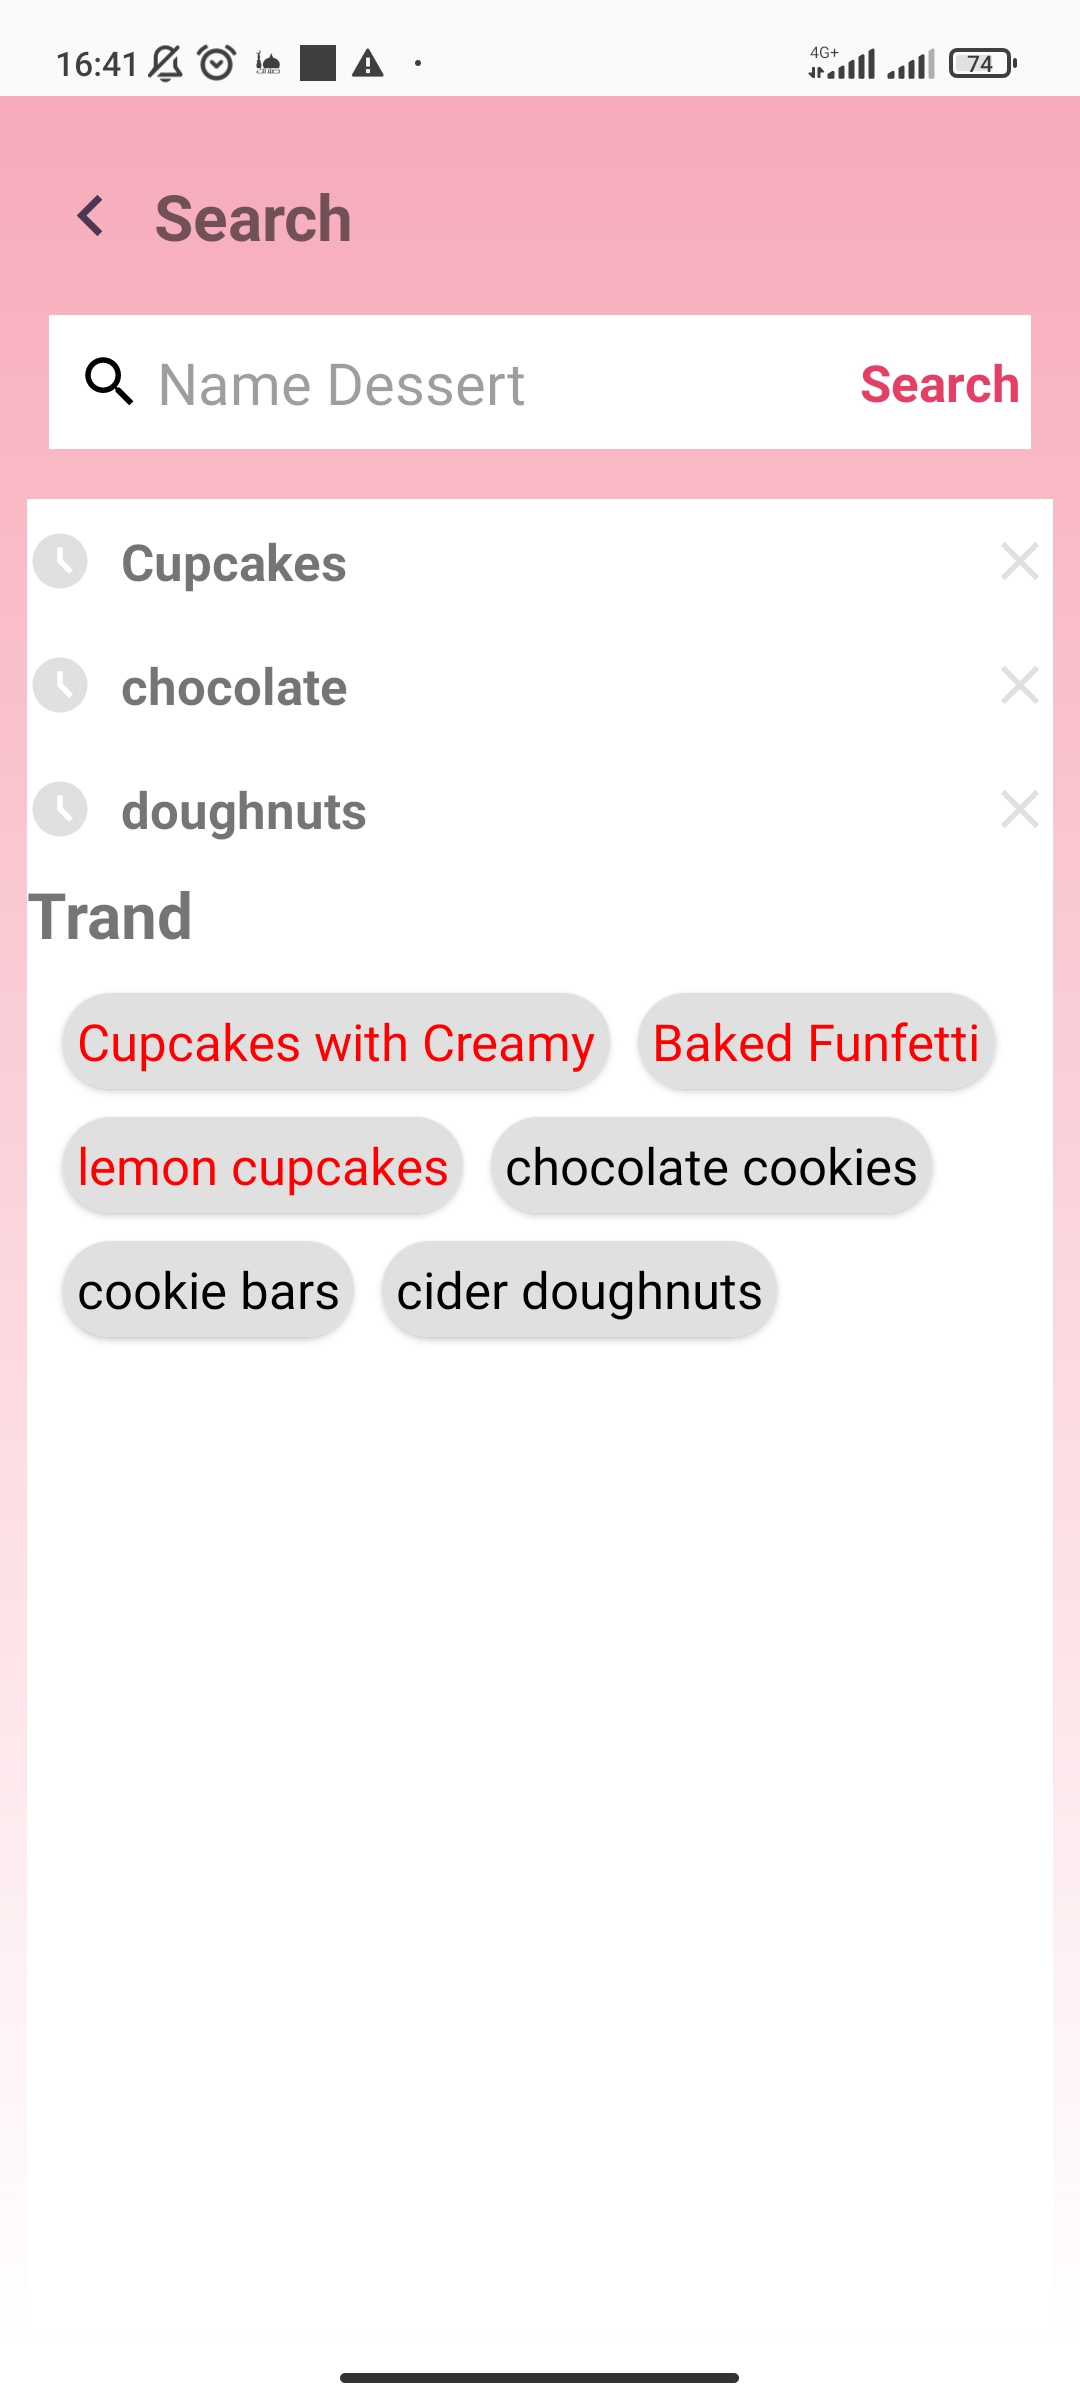 16:41 4G+ 74
Search
Name Dessert Search
Cupcakes
chocolate
doughnuts
Trand
Cupcakes with Creamy Baked Funfetti
lemon cupcakes chocolate cookies
cookie bars cider doughnuts